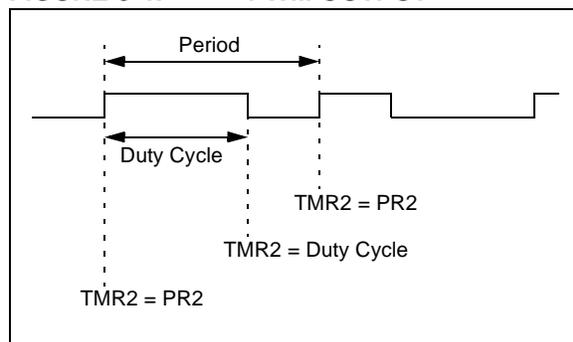 Period
Duty Cycle
TMR2 = PR2
TMR2 = Duty Cycle
TMR2 = PR2